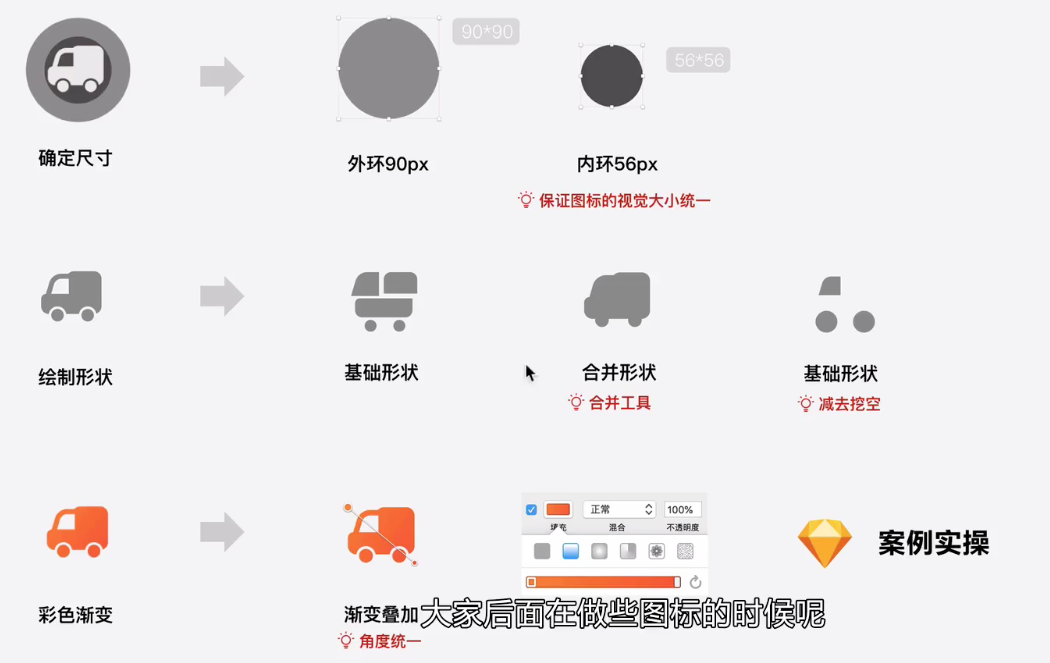 90*90
56*56
确定尺寸
外环90px
内环56px
保证图标的视觉大小统一
绘制形状
基础形状
合并形状
基础形状
合并工具
减去挖空
正常
100%
填充
混合
不透明度
案例实操
彩色渐变
渐变叠加
大家后面在做些图标的时候呢
角度统一